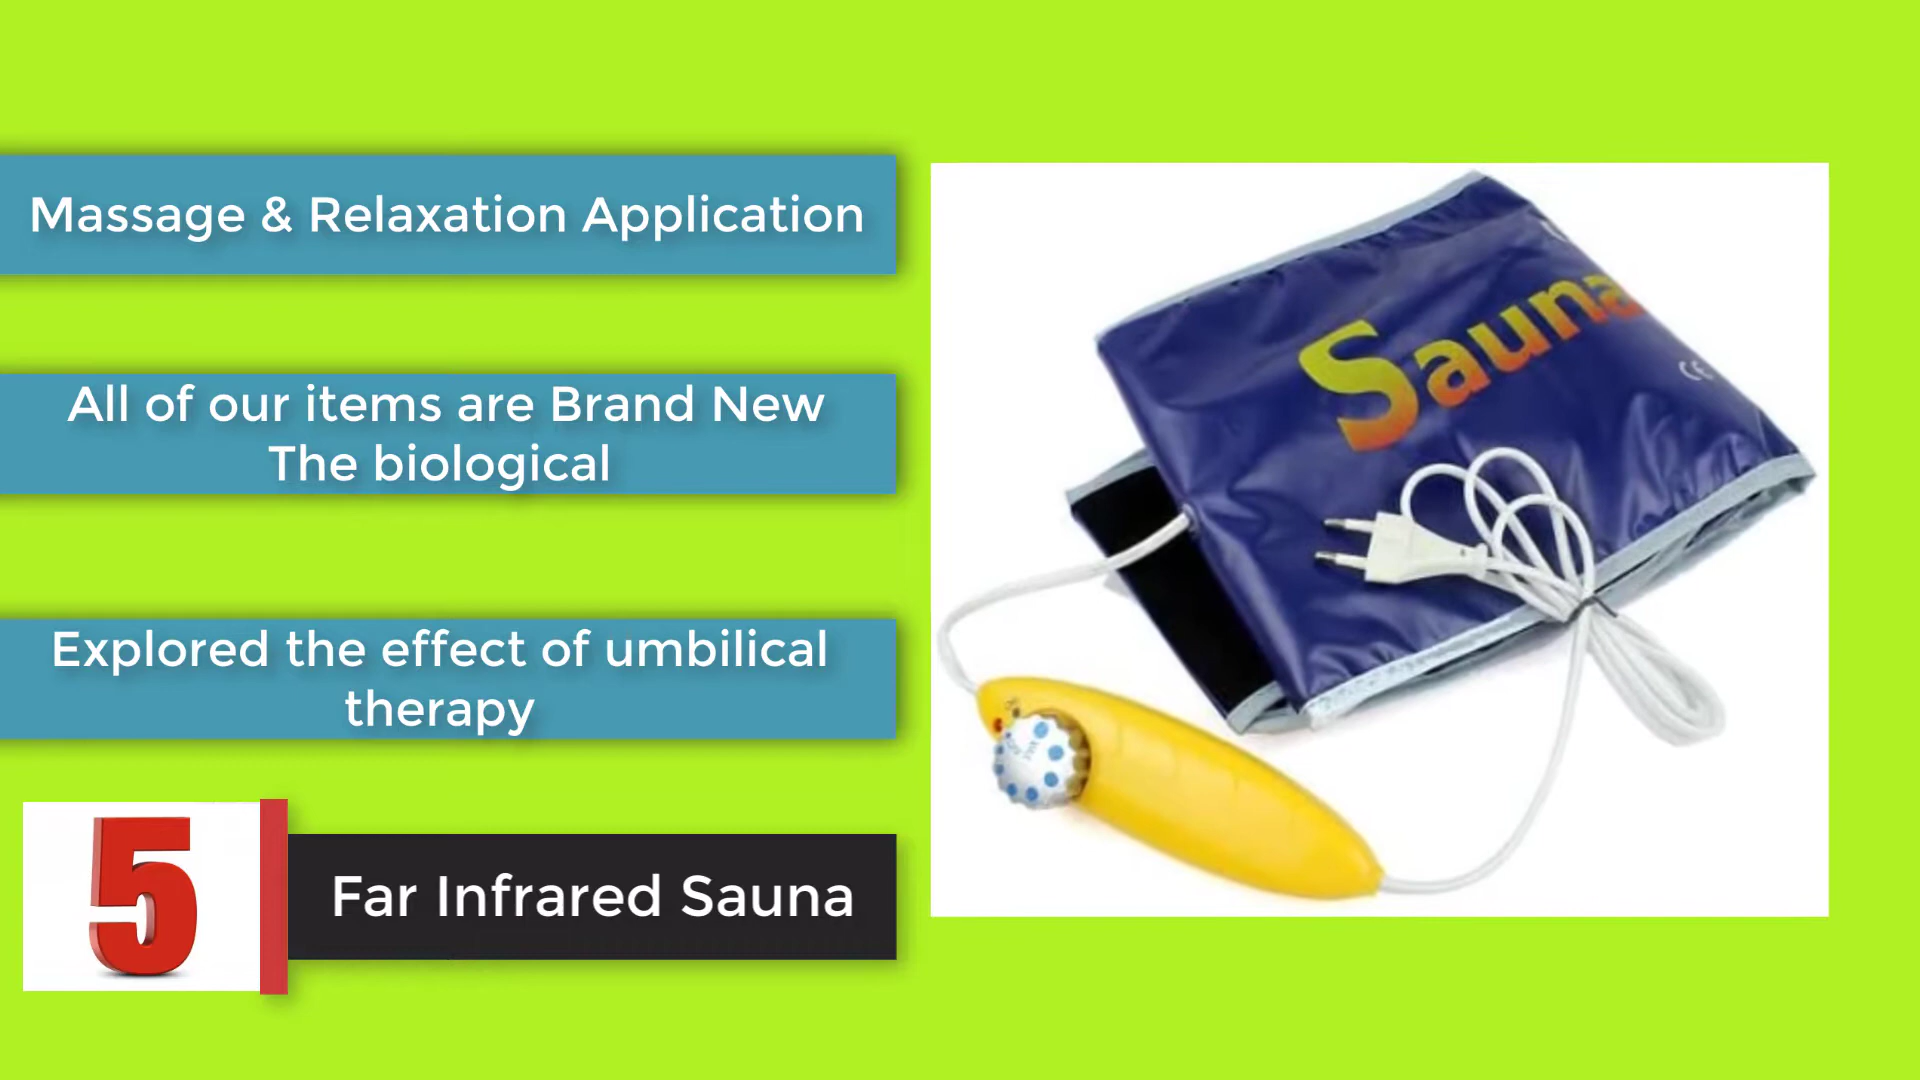 Massage & Relaxation Application
All of our items are Brand New
The biological
Explored the effect of umbilical
therapy
5
Far Infrared Sauna
Sauna
CE